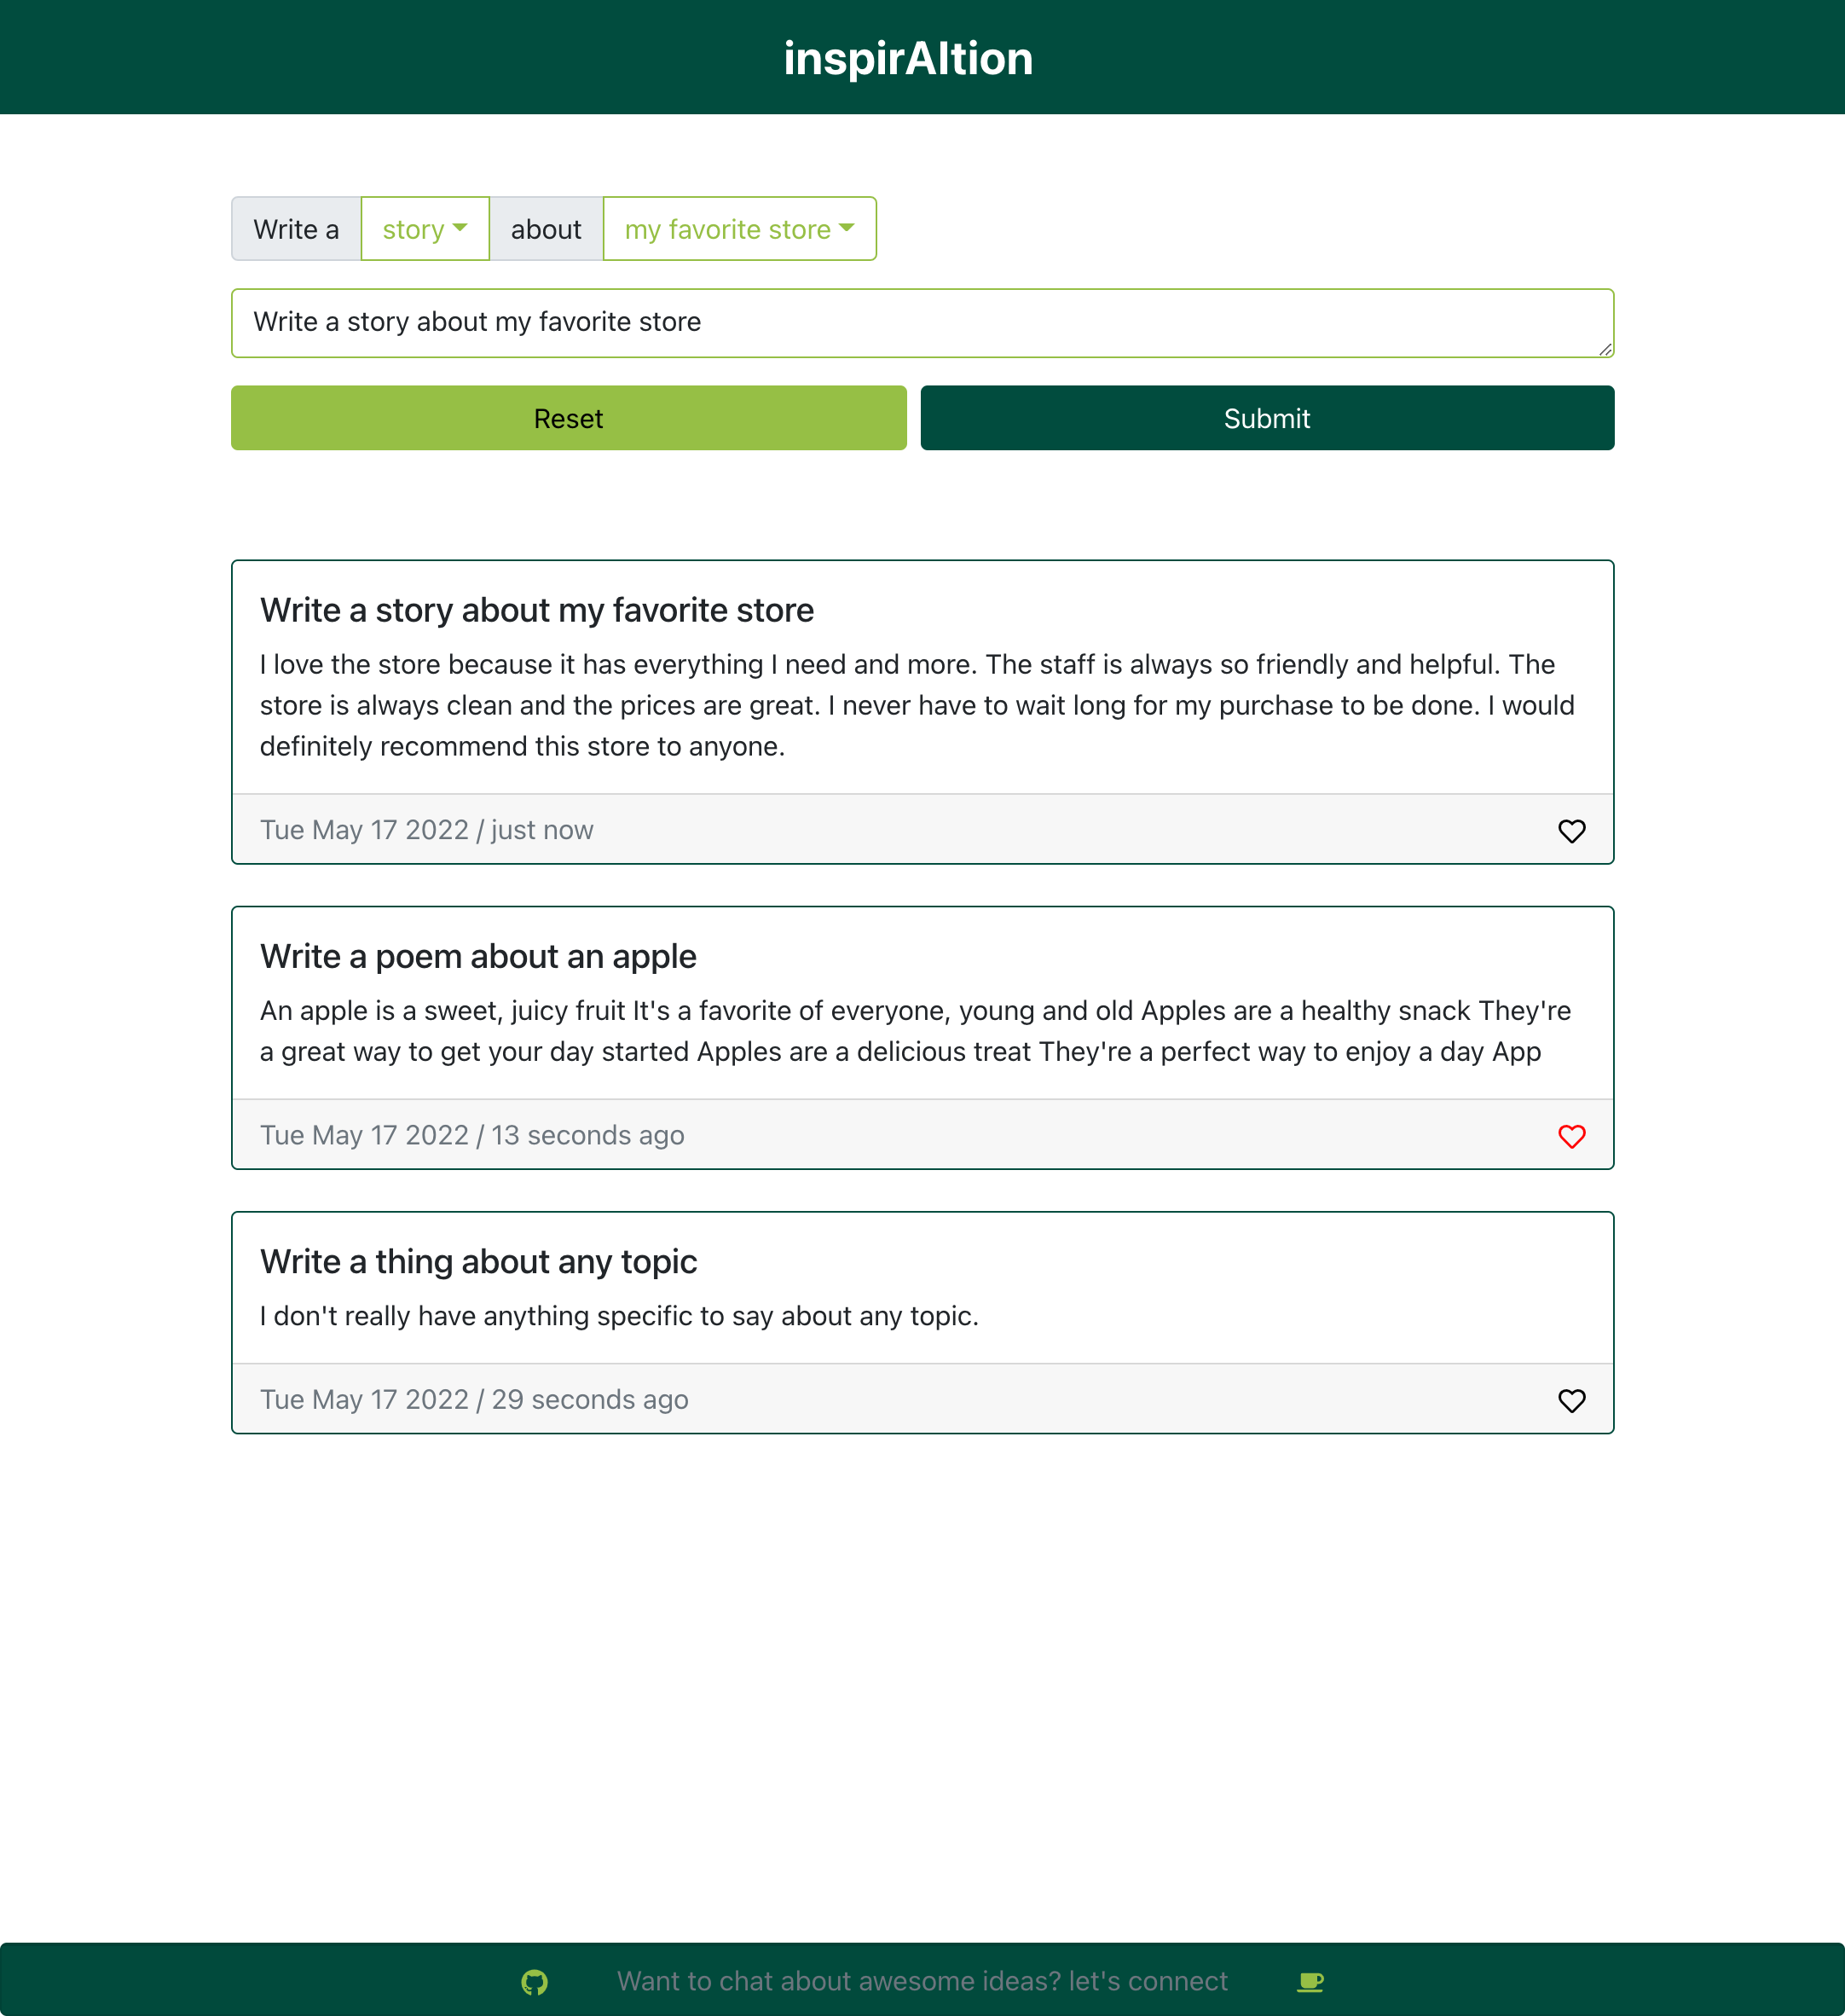 inspirAItion
Write a story about my favorite store
Write a story about my favorite store
Reset Submit
Write a story about my favorite store
I love the store because it has everything I need and more. The staff is always so friendly and helpful. The
store is always clean and the prices are great. I never have to wait long for my purchase to be done. I would
definitely recommend this store to anyone.
Tue May 17 2022 / just now
Write a poem about an apple
An apple is a sweet, juicy fruit It's a favorite of everyone, young and old Apples are a healthy snack They're
a great way to get your day started Apples are a delicious treat They're a perfect way to enjoy a day App
Tue May 17 2022 / 13 seconds ago
Write a thing about any topic
I don't really have anything specific to say about any topic.
Tue May 17 2022 / 29 seconds ago
Want to chat about awesome ideas? let's connect